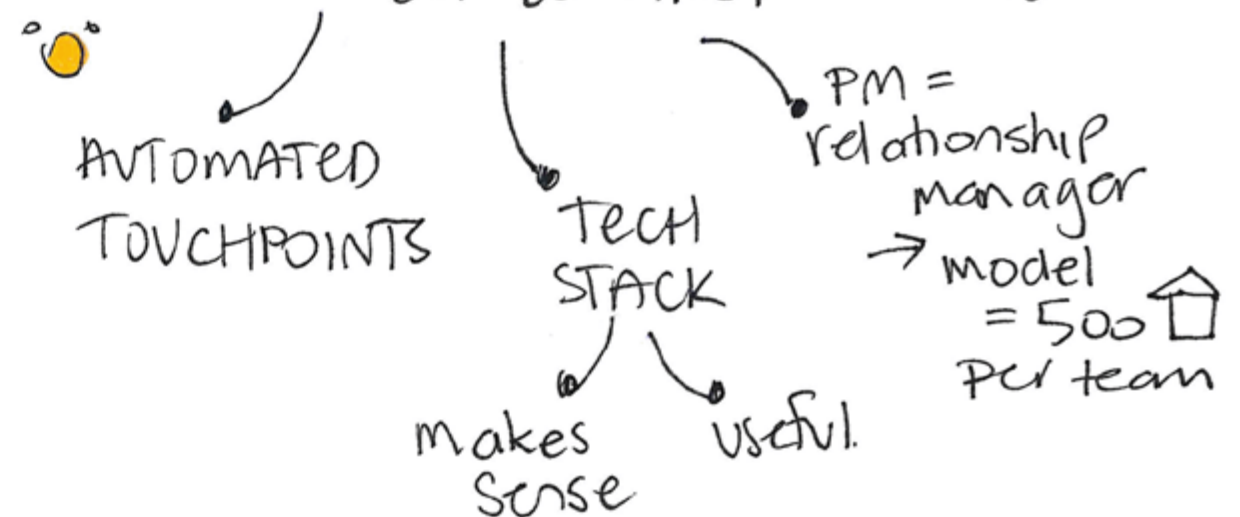 AUTOMATED
TOUCHPOINTS
TECH
STACK
makes
sense
useful.
PM =
relationship
manager
→ model
= 500
per team